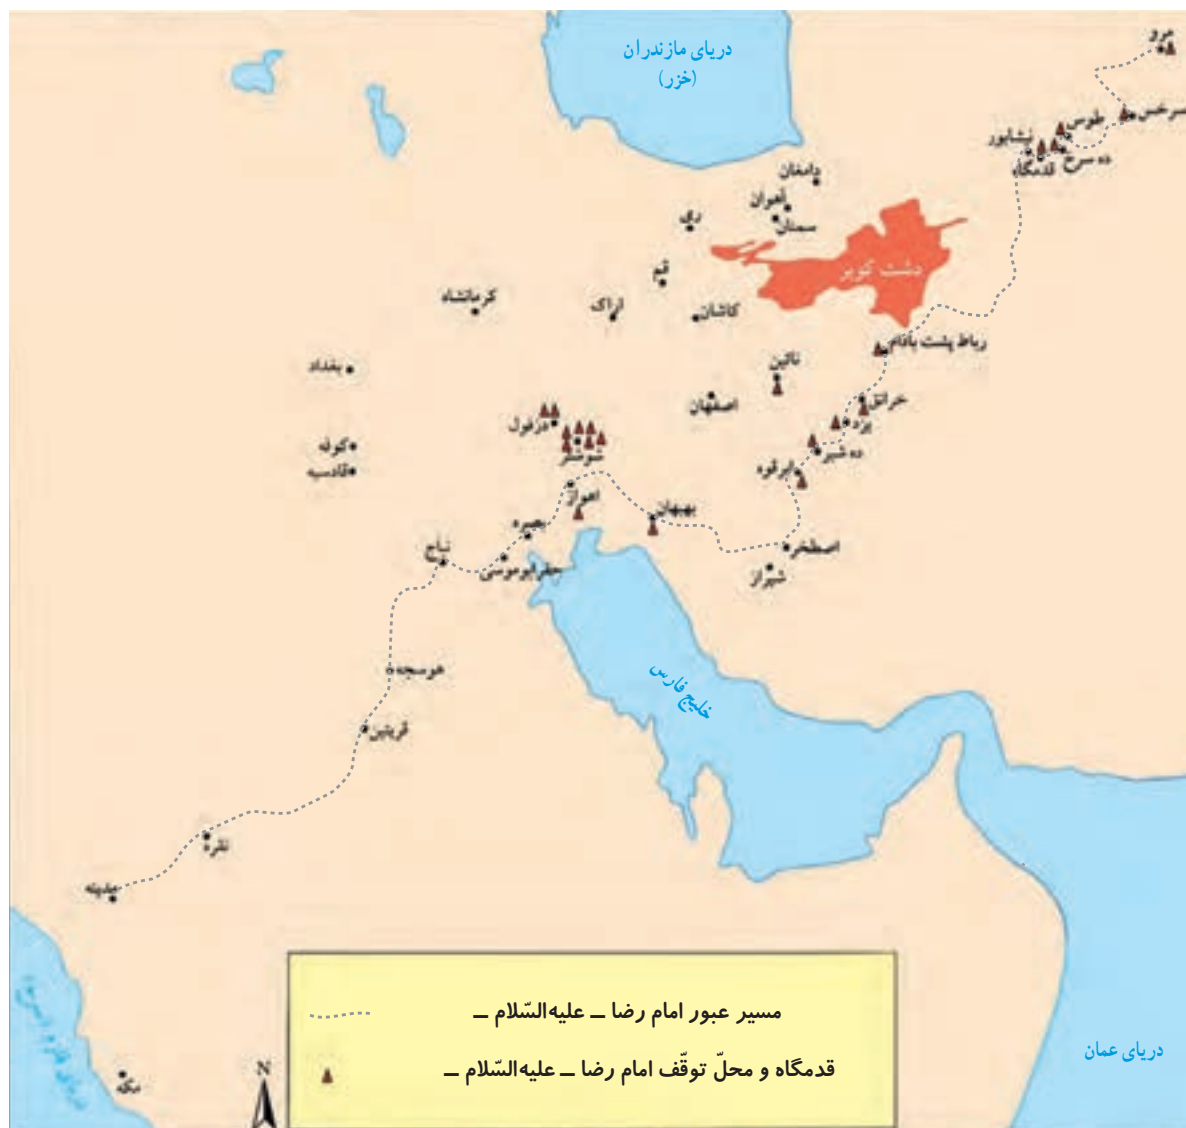 مرو
دریای مازندران
(خزر)
سرخس
طوس
نیشابور
ده سرخ
قدمگاه
دامغان
آهوان
سمنان
ری
دشت کویر
قم
کرمانشاه
اراک
کاشان
رباط پشت بادام
نائین
بغداد
خرانق
اصفهان
یزد
دزفول
کوفه
شوشتر
ده شیر
قادسیه
ابرقوه
اهواز
بهبهان
بصره
نباج
اصطخر
حفر ابوموسی
شیراز
هوسجه
خلیج فارس
قریتین
نقره
مدینه
دریای عمان
مکه
N
مسیر عبور امام رضا ــ علیه‌السّلام ــ
قدمگاه و محلّ توقّف امام رضا ــ علیه‌السّلام ــ